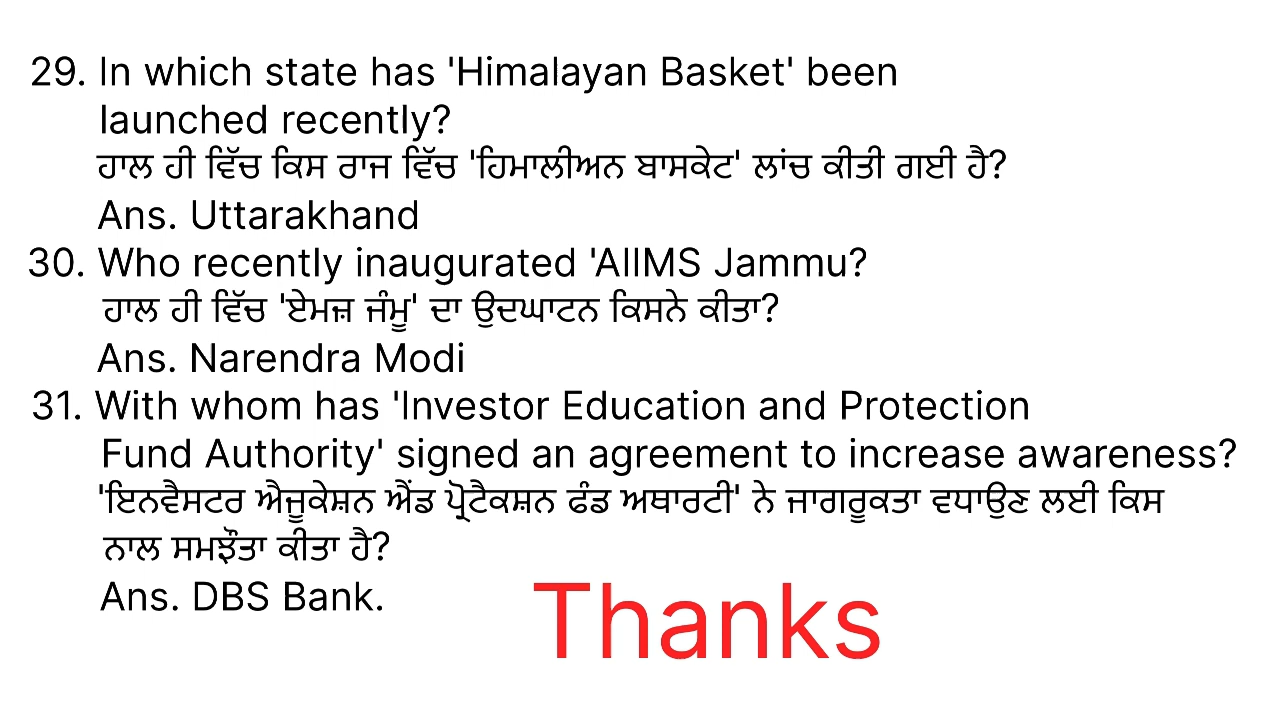 29. In which state has 'Himalayan Basket' been
launched recently?
ਹਾਲ ਹੀ ਵਿੱਚ ਕਿਸ ਰਾਜ ਵਿੱਚ 'ਹਿਮਾਲੀਅਨ ਬਾਸਕੇਟ' ਲਾਂਚ ਕੀਤੀ ਗਈ ਹੈ?
Ans. Uttarakhand
30. Who recently inaugurated 'AIIMS Jammu?
ਹਾਲ ਹੀ ਵਿੱਚ 'ਏਮਜ਼ ਜੰਮੂ' ਦਾ ਉਦਘਾਟਨ ਕਿਸਨੇ ਕੀਤਾ?
Ans. Narendra Modi
31. With whom has 'Investor Education and Protection
Fund Authority' signed an agreement to increase awareness?
'ਇਨਵੈਸਟਰ ਐਜੂਕੇਸ਼ਨ ਐਂਡ ਪ੍ਰੋਟੈਕਸ਼ਨ ਫੰਡ ਅਥਾਰਟੀ' ਨੇ ਜਾਗਰੂਕਤਾ ਵਧਾਉਣ ਲਈ ਕਿਸ
ਨਾਲ ਸਮਝੌਤਾ ਕੀਤਾ ਹੈ?
Ans. DBS Bank.
Thanks